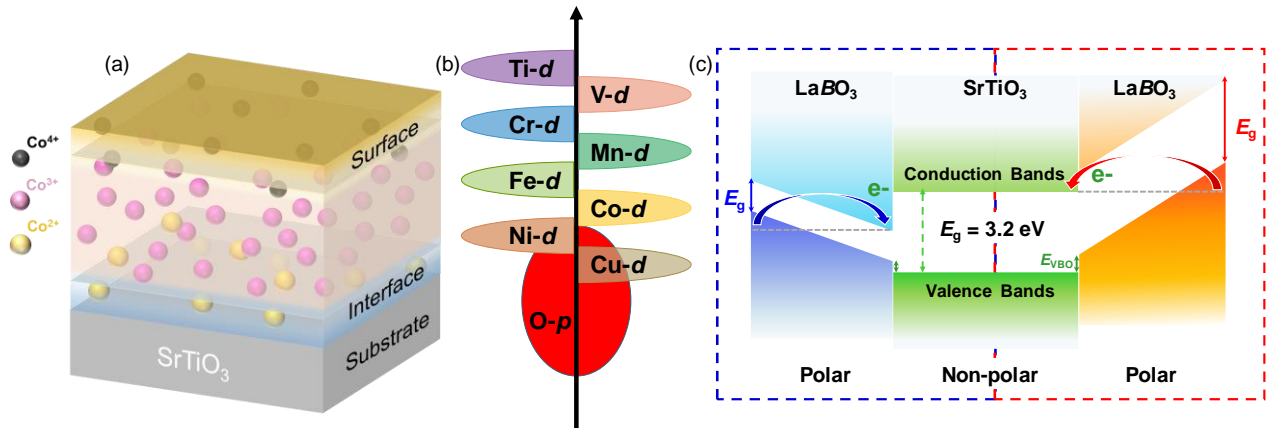 (a)
Co4+
Co3+
Co2+
Surface
Interface
Substrate
SrTiO3
(b)
Ti-d
V-d
Cr-d
Mn-d
Fe-d
Co-d
Ni-d
Cu-d
O-p
(c)
LaBO3
SrTiO3
LaBO3
Eg
Conduction Bands
e-
e-
Eg
Eg = 3.2 eV
EVBO
Valence Bands
Polar
Non-polar
Polar